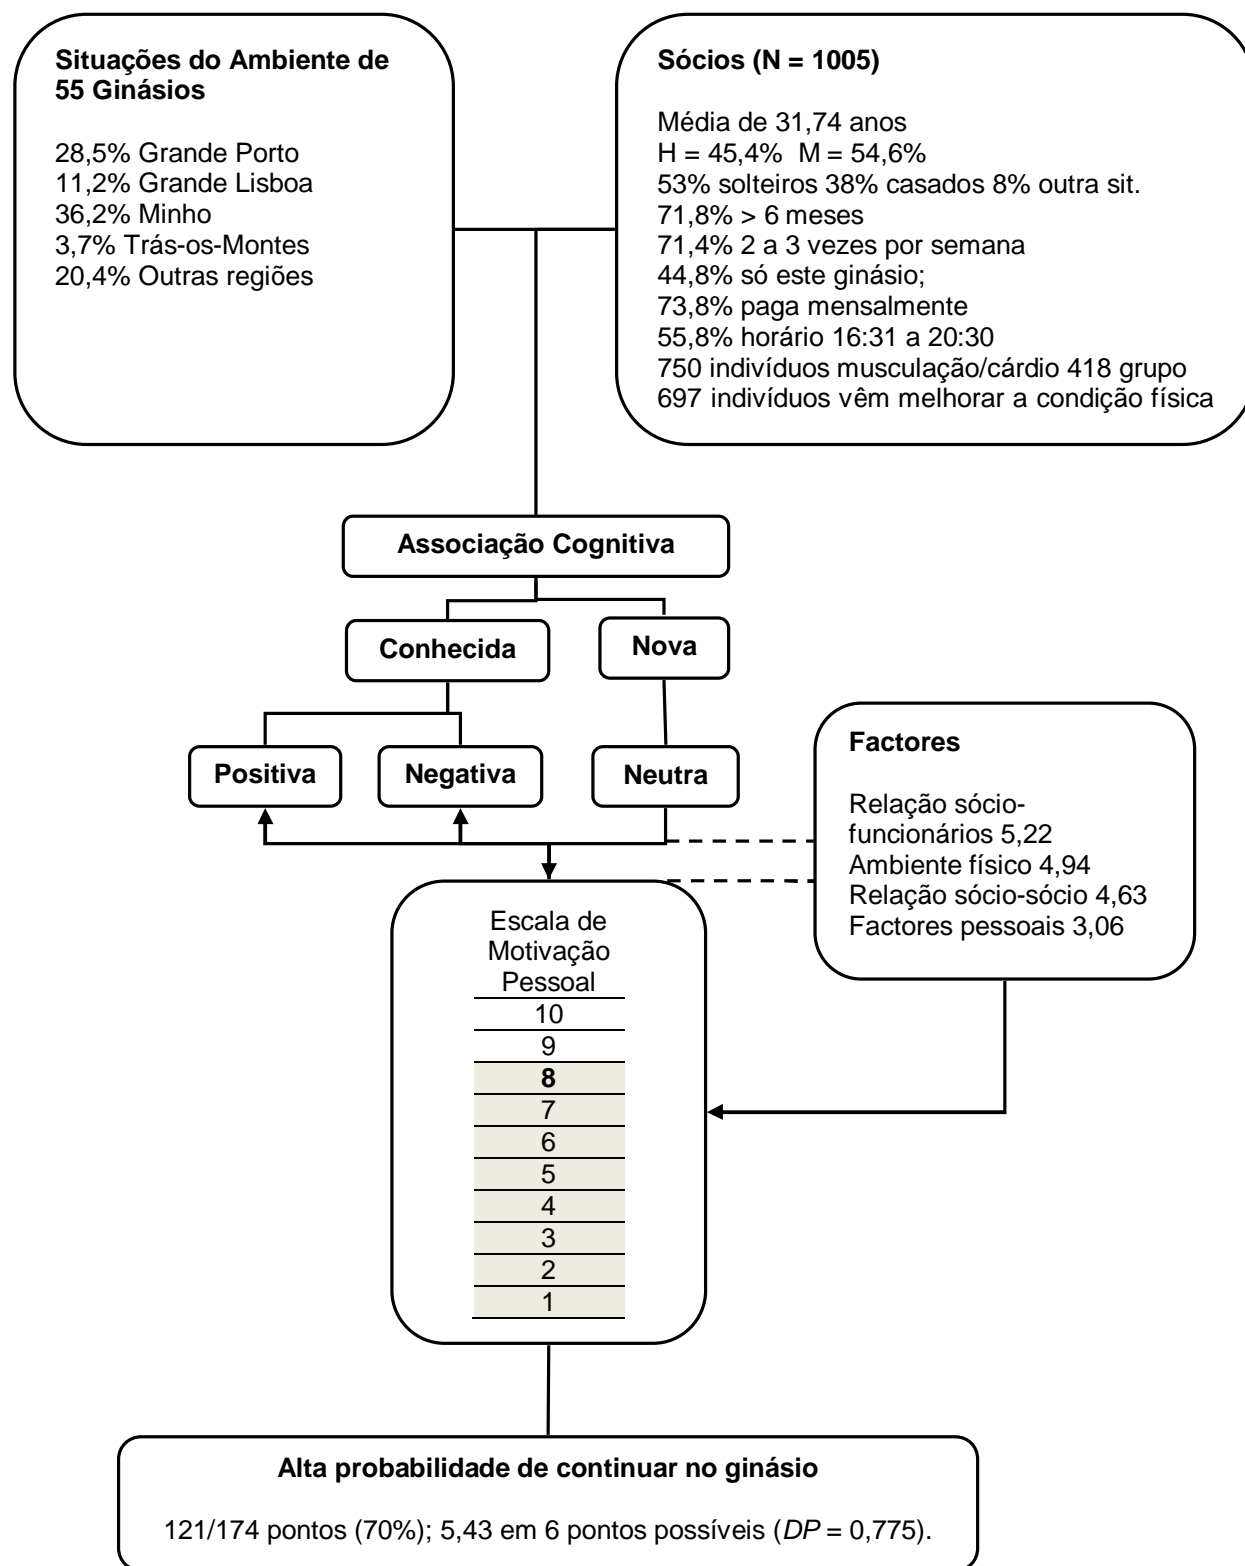 Situações do Ambiente de
55 Ginásios
28,5% Grande Porto
11,2% Grande Lisboa
36,2% Minho
3,7% Trás-os-Montes
20,4% Outras regiões
Sócios (N = 1005)
Média de 31,74 anos
H = 45,4%  M = 54,6%
53% solteiros 38% casados 8% outra sit.
71,8% > 6 meses
71,4% 2 a 3 vezes por semana
44,8% só este ginásio;
73,8% paga mensalmente
55,8% horário 16:31 a 20:30
750 indivíduos musculação/cárdio 418 grupo
697 indivíduos vêm melhorar a condição física
Associação Cognitiva
Conhecida
Nova
Positiva
Negativa
Neutra
Factores
Relação sócio-
funcionários 5,22
Ambiente físico 4,94
Relação sócio-sócio 4,63
Factores pessoais 3,06
Escala de
Motivação
Pessoal
10
9
8
7
6
5
4
3
2
1
Alta probabilidade de continuar no ginásio
121/174 pontos (70%); 5,43 em 6 pontos possíveis (DP = 0,775).